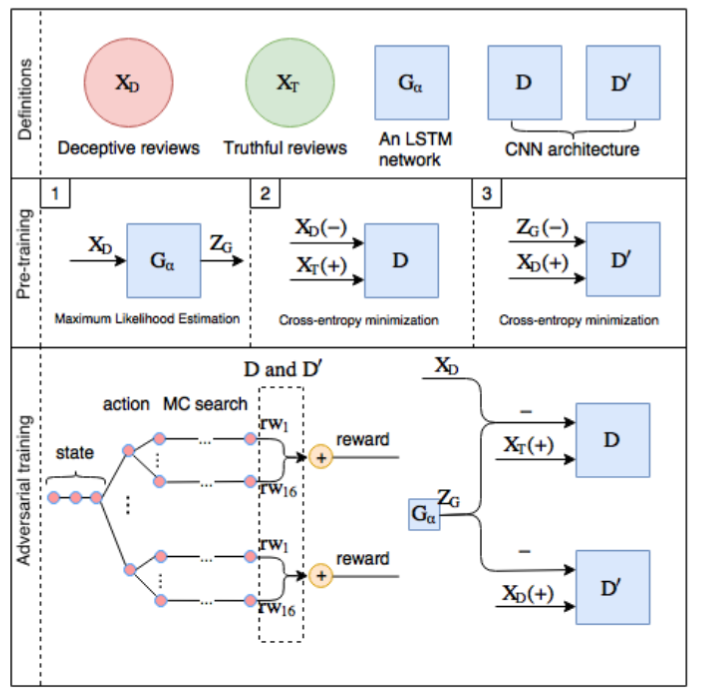 Definitions
X_D
X_T
G_α
D
D′
Deceptive reviews
Truthful reviews
An LSTM
network
CNN architecture
Pre-training
1
X_D
G_α
Z_G
Maximum Likelihood Estimation
2
X_D(−)
X_T(+)
D
Cross-entropy minimization
3
Z_G(−)
X_D(+)
D′
Cross-entropy minimization
Adversarial training
D and D′
action MC search
state
...
rw_1
...
rw_16
+
reward
...
rw_1
...
rw_16
+
reward
X_D
−
X_T(+)
D
G_α
Z_G
−
X_D(+)
D′